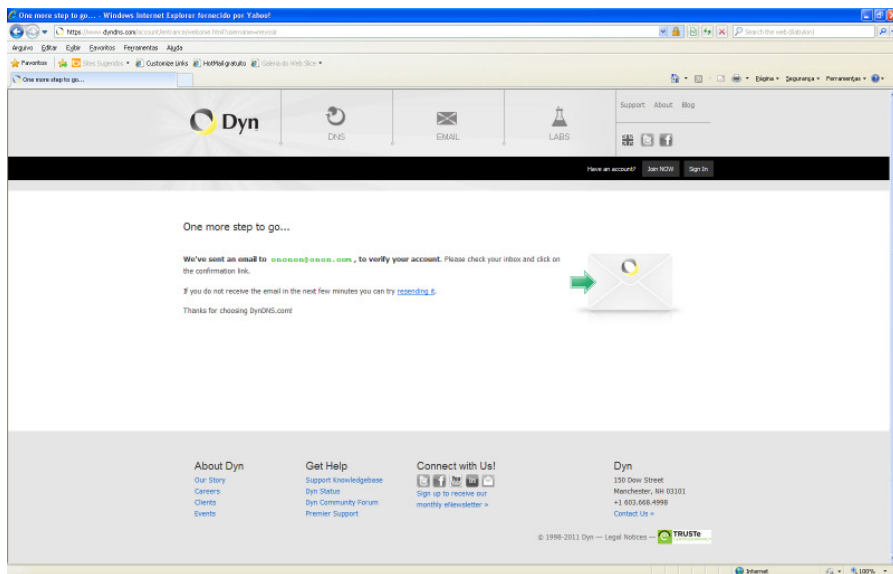 One more step to go... - Windows Internet Explorer fornecido por Yahoo!
Search the web (Babylon)
Arquivo Editar Exibir Favoritos Ferramentas Ajuda
Favoritos Sites Sugeridos Customize Links HotMail gratuito Galeria do Web Slice
One more step to go...
Página Segurança Ferramentas
Support About Blog
Dyn
DNS EMAIL LABS
Have an account? Join NOW Sign In
One more step to go...
We've sent an email to , to verify your account. Please check your inbox and click on
the confirmation link.
If you do not receive the email in the next few minutes you can try resending it.
Thanks for choosing DynDNS.com!
About Dyn Get Help Connect with Us! Dyn
Our Story Support Knowledgebase 150 Dow Street
Careers Dyn Status Manchester, NH 03101
Clients Dyn Community Forum Sign up to receive our +1 603.668.4998
Events Premier Support monthly eNewsletter » Contact Us »
© 1998-2011 Dyn — Legal Notices — TRUSTe
Internet 100%